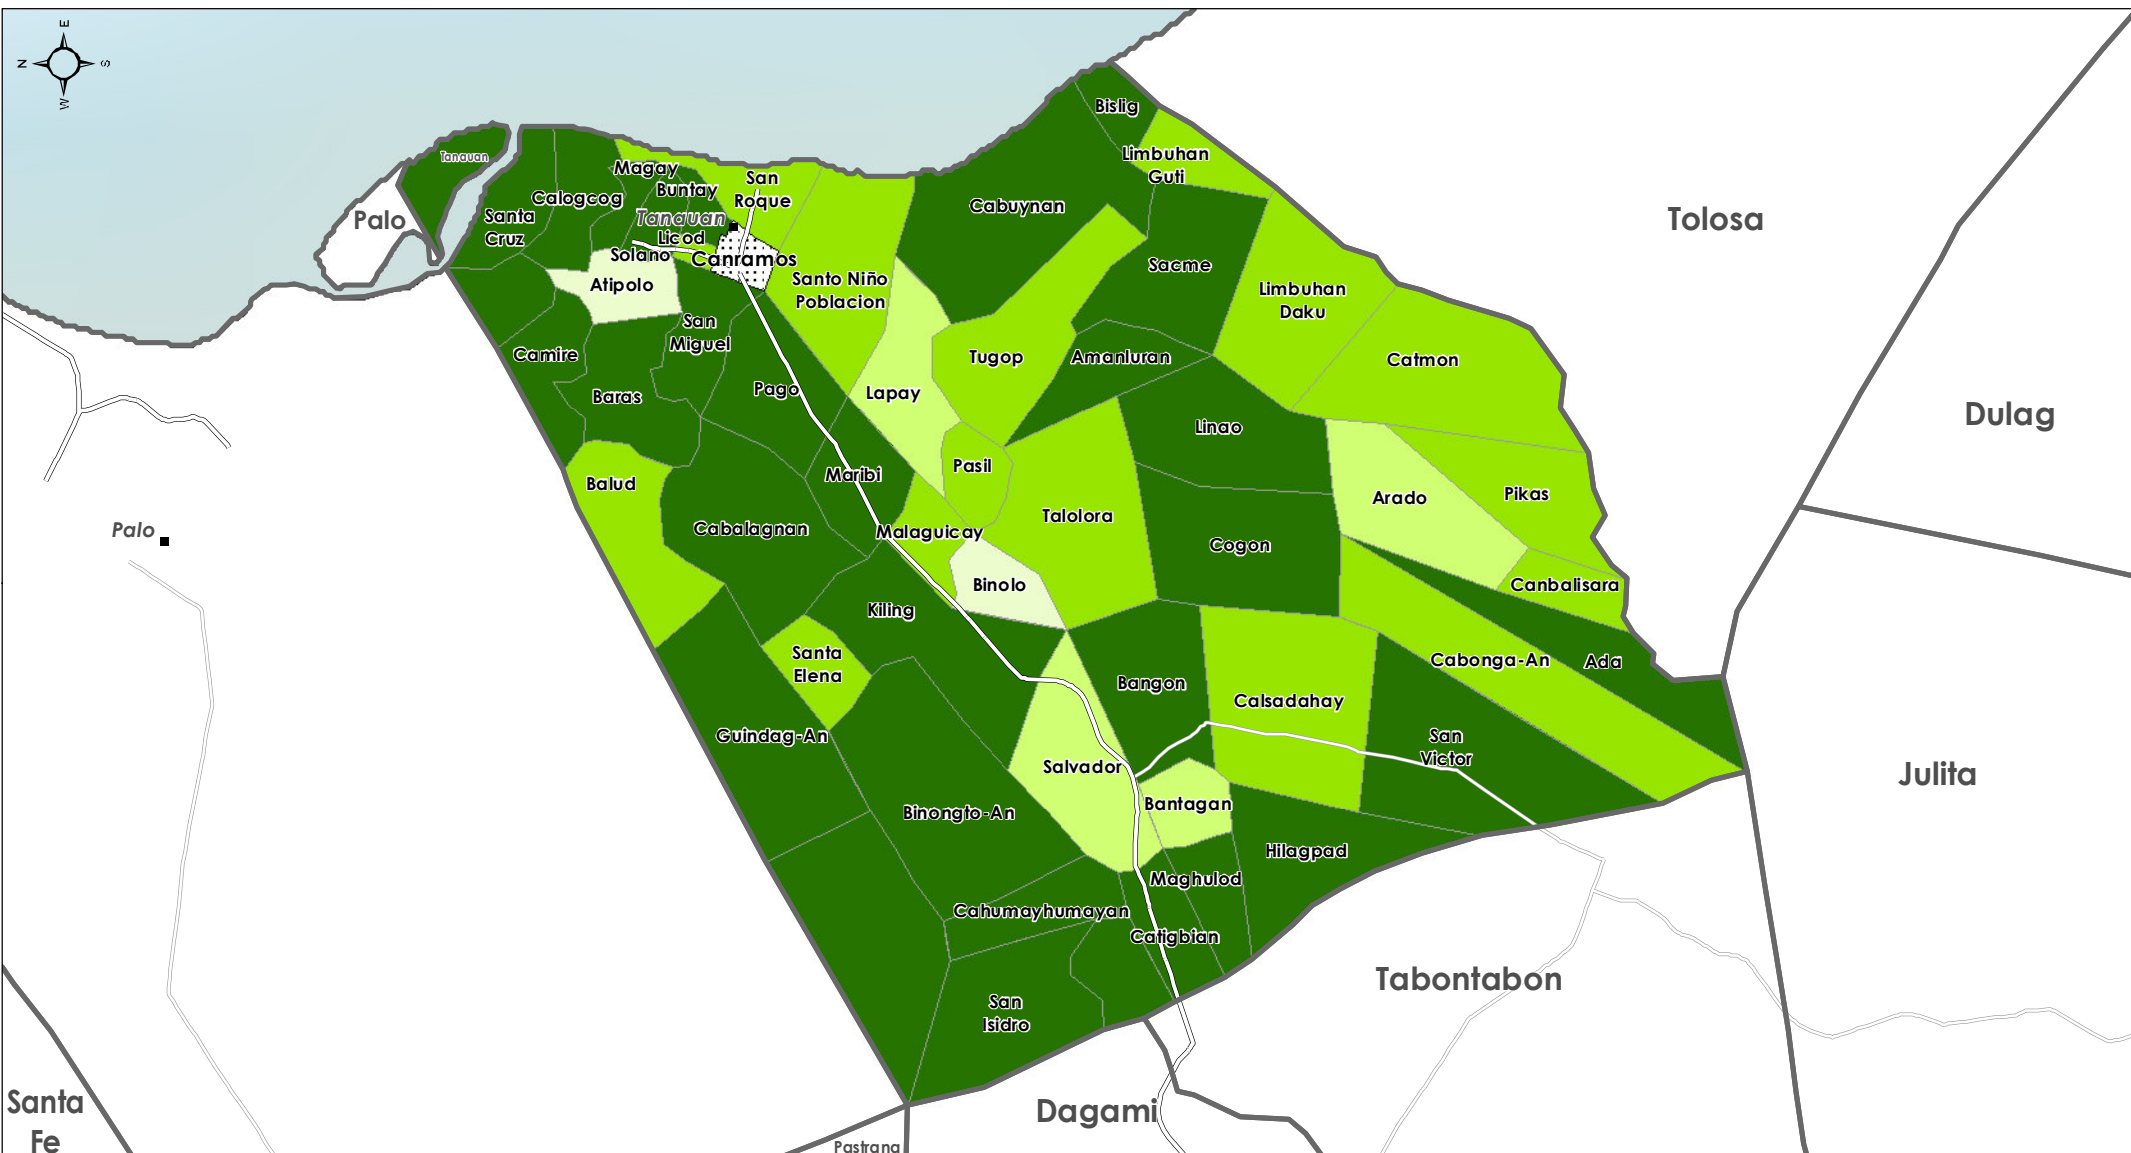 E
N
S
W
Bislig
Tanauan
Limbuhan
Guti
Magay
Buntay
San
Roque
Calogcog
Palo
Santa
Cruz
Tanauan
Licod
Cabuynan
Tolosa
Solano
Canramos
Atipolo
Santo Niño
Poblacion
Sacme
Limbuhan
Daku
San
Miguel
Camire
Tugop
Amanluran
Catmon
Baras
Pago
Lapay
Linao
Dulag
Balud
Maribi
Pasil
Arado
Pikas
Palo
Cabalagnan
Malaguicay
Talolora
Cogon
Binolo
Canbalisara
Kiling
Santa
Elena
Bangon
Cabonga-An
Ada
Calsadahay
Guindag-An
San
Victor
Salvador
Julita
Binongto-An
Bantagan
Hilagpad
Maghulod
Cahumayhumayan
Catigbian
Tabontabon
San
Isidro
Santa
Fe
Dagami
Pastrana